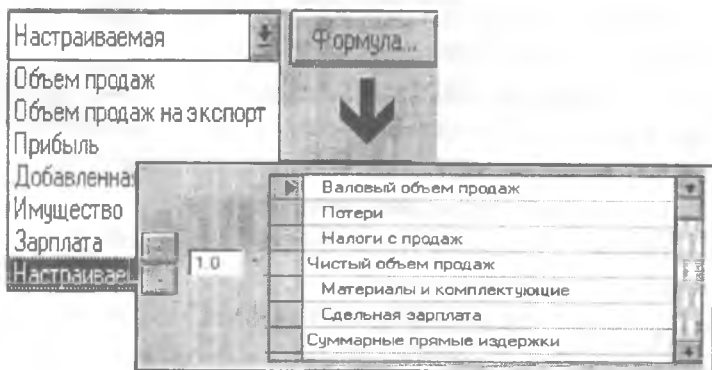 Настраиваемая
Формула...
Объем продаж
Объем продаж на экспорт
Прибыль
Добавленная
Имущество
Зарплата
Настраивае
1.0
Валовый объем продаж
Потери
Налоги с продаж
Чистый объем продаж
Материалы и комплектующие
Сдельная зарплата
Суммарные прямые издержки